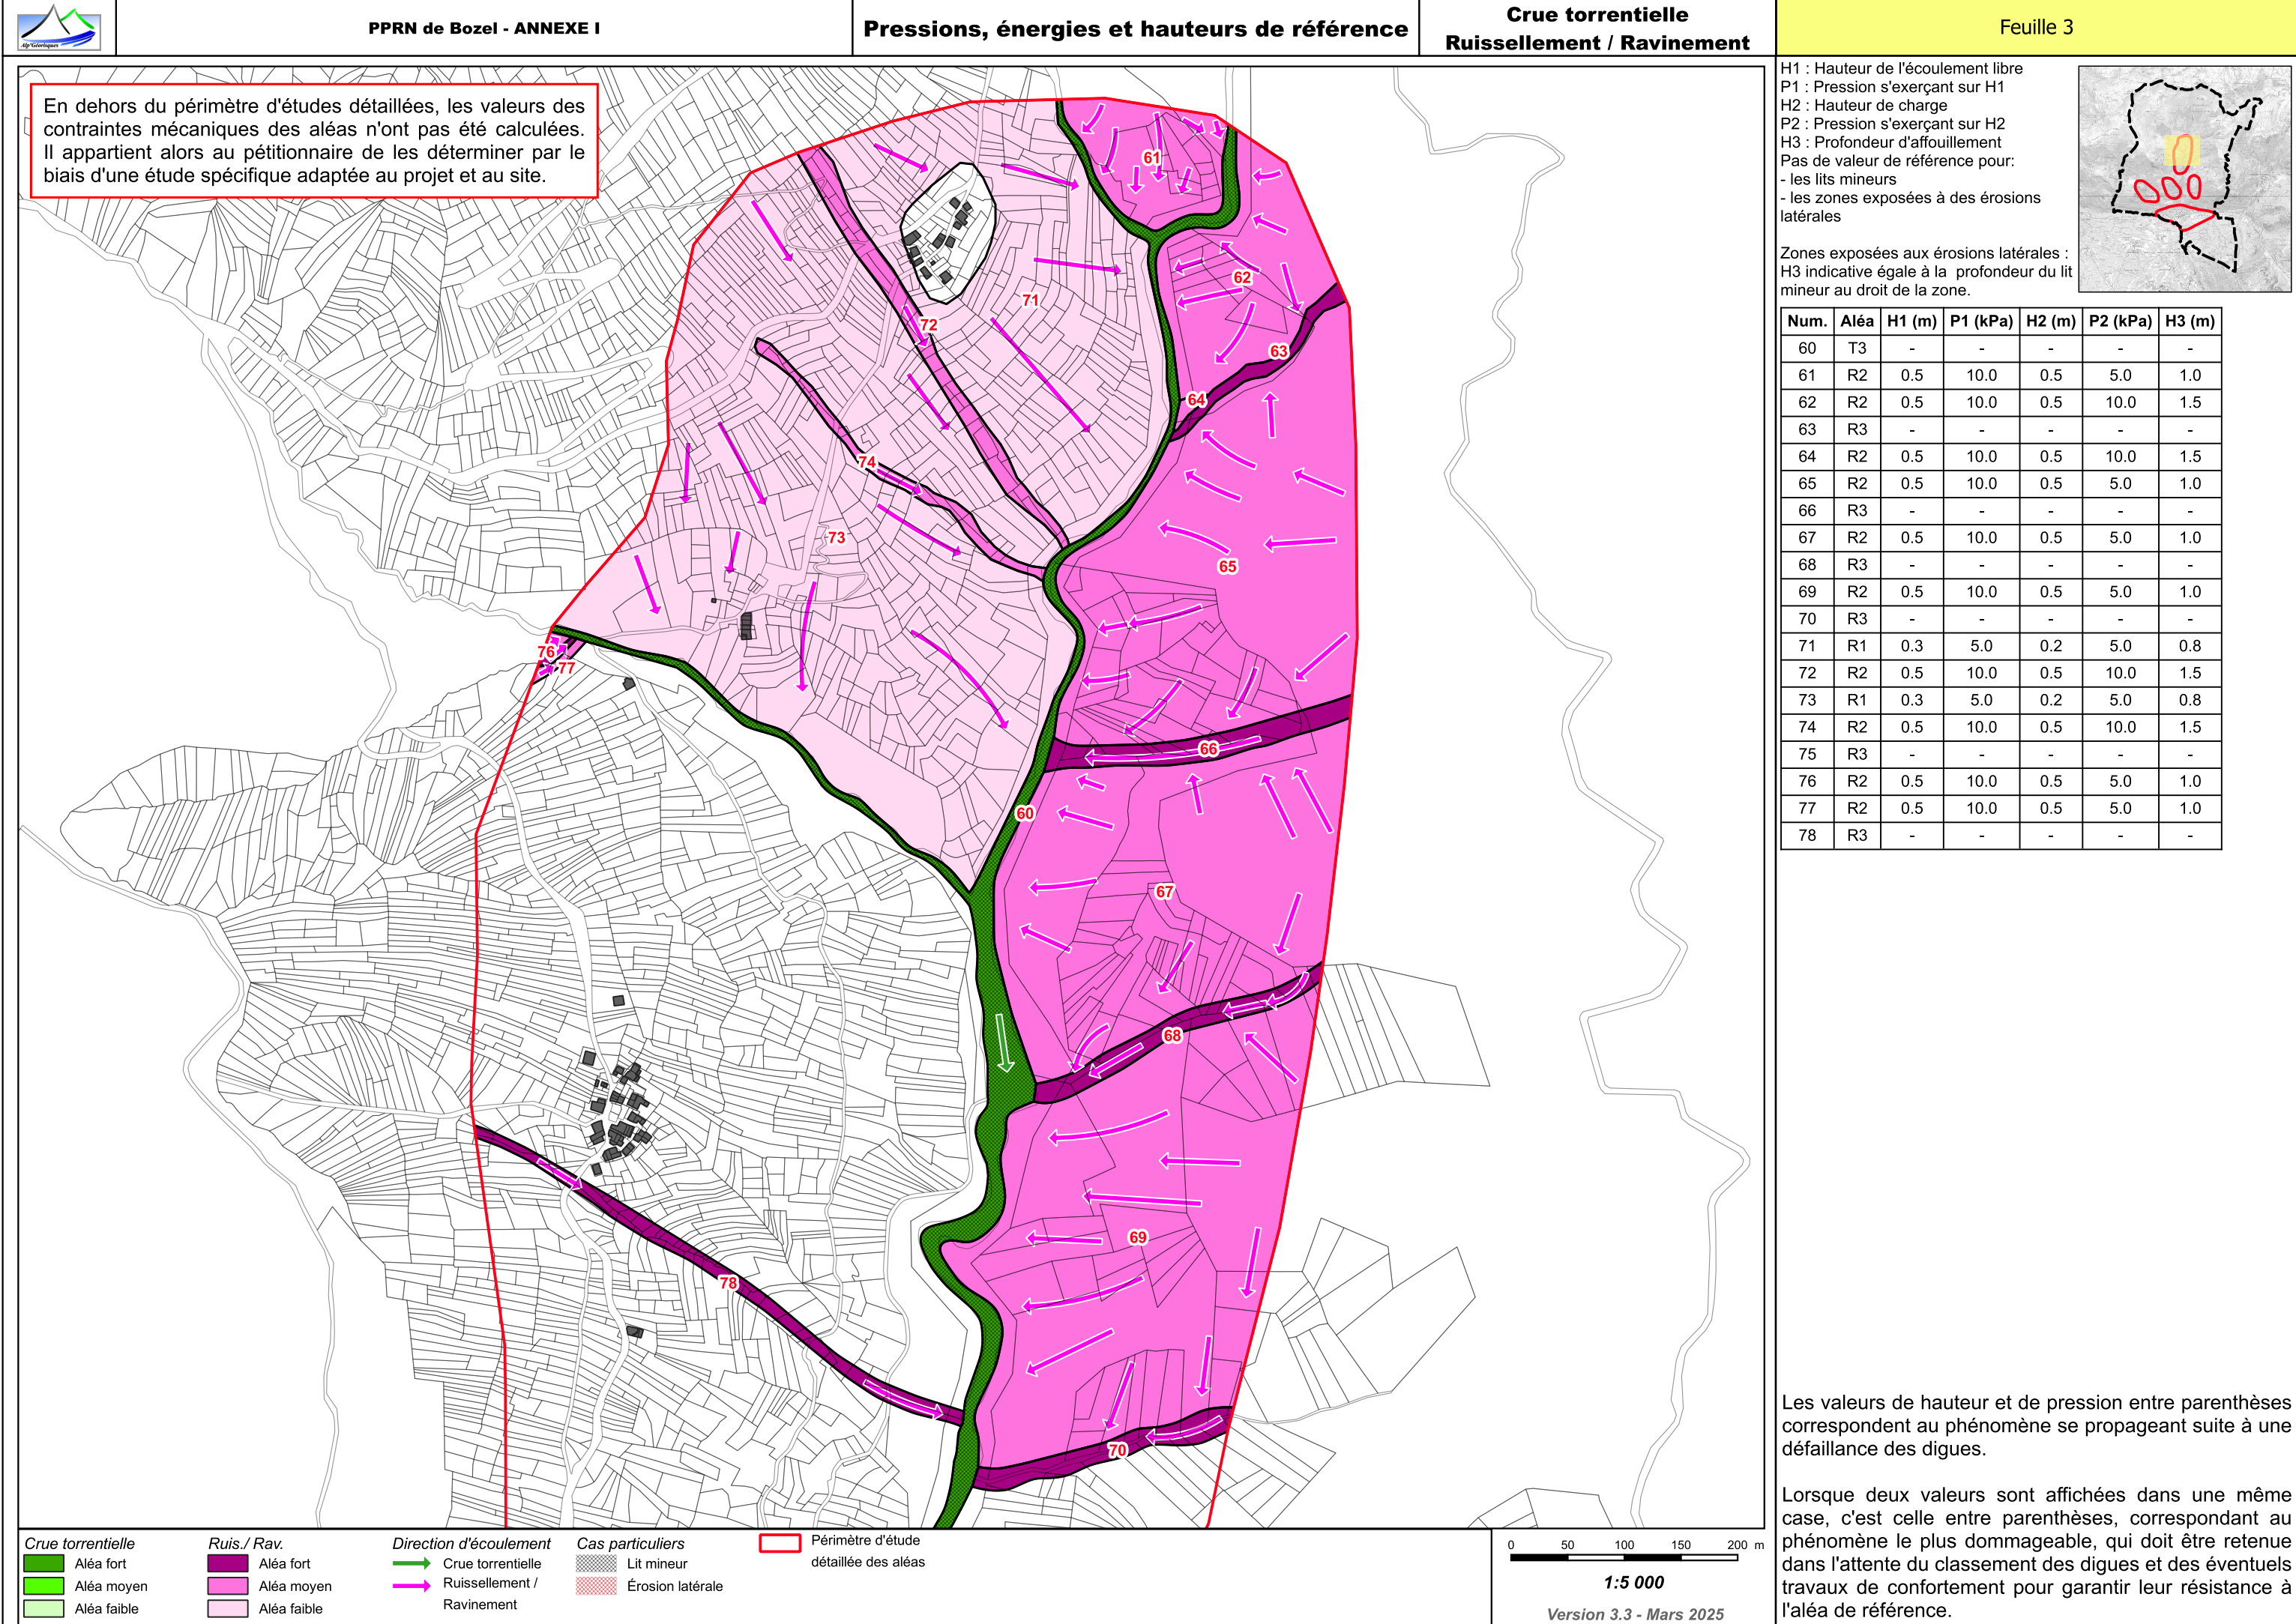 Alp'Géorisques
PPRN de Bozel - ANNEXE I
Pressions, énergies et hauteurs de référence
Crue torrentielle
Ruissellement / Ravinement
Feuille 3
En dehors du périmètre d'études détaillées, les valeurs des
contraintes mécaniques des aléas n'ont pas été calculées.
Il appartient alors au pétitionnaire de les déterminer par le
biais d'une étude spécifique adaptée au projet et au site.
61
62
71
72
63
64
74
73
65
76
77
66
60
67
68
69
78
70
H1 : Hauteur de l'écoulement libre
P1 : Pression s'exerçant sur H1
H2 : Hauteur de charge
P2 : Pression s'exerçant sur H2
H3 : Profondeur d'affouillement
Pas de valeur de référence pour:
- les lits mineurs
- les zones exposées à des érosions
latérales
Zones exposées aux érosions latérales :
H3 indicative égale à la profondeur du lit
mineur au droit de la zone.
Num. Aléa H1 (m) P1 (kPa) H2 (m) P2 (kPa) H3 (m)
60 T3 - - - - -
61 R2 0.5 10.0 0.5 5.0 1.0
62 R2 0.5 10.0 0.5 10.0 1.5
63 R3 - - - - -
64 R2 0.5 10.0 0.5 10.0 1.5
65 R2 0.5 10.0 0.5 5.0 1.0
66 R3 - - - - -
67 R2 0.5 10.0 0.5 5.0 1.0
68 R3 - - - - -
69 R2 0.5 10.0 0.5 5.0 1.0
70 R3 - - - - -
71 R1 0.3 5.0 0.2 5.0 0.8
72 R2 0.5 10.0 0.5 10.0 1.5
73 R1 0.3 5.0 0.2 5.0 0.8
74 R2 0.5 10.0 0.5 10.0 1.5
75 R3 - - - - -
76 R2 0.5 10.0 0.5 5.0 1.0
77 R2 0.5 10.0 0.5 5.0 1.0
78 R3 - - - - -
Les valeurs de hauteur et de pression entre parenthèses
correspondent au phénomène se propageant suite à une
défaillance des digues.
Lorsque deux valeurs sont affichées dans une même
case, c'est celle entre parenthèses, correspondant au
phénomène le plus dommageable, qui doit être retenue
dans l'attente du classement des digues et des éventuels
travaux de confortement pour garantir leur résistance à
l'aléa de référence.
Crue torrentielle
Aléa fort
Aléa moyen
Aléa faible
Ruis./ Rav.
Aléa fort
Aléa moyen
Aléa faible
Direction d'écoulement
Crue torrentielle
Ruissellement /
Ravinement
Cas particuliers
Lit mineur
Érosion latérale
Périmètre d'étude
détaillée des aléas
0 50 100 150 200 m
1:5 000
Version 3.3 - Mars 2025